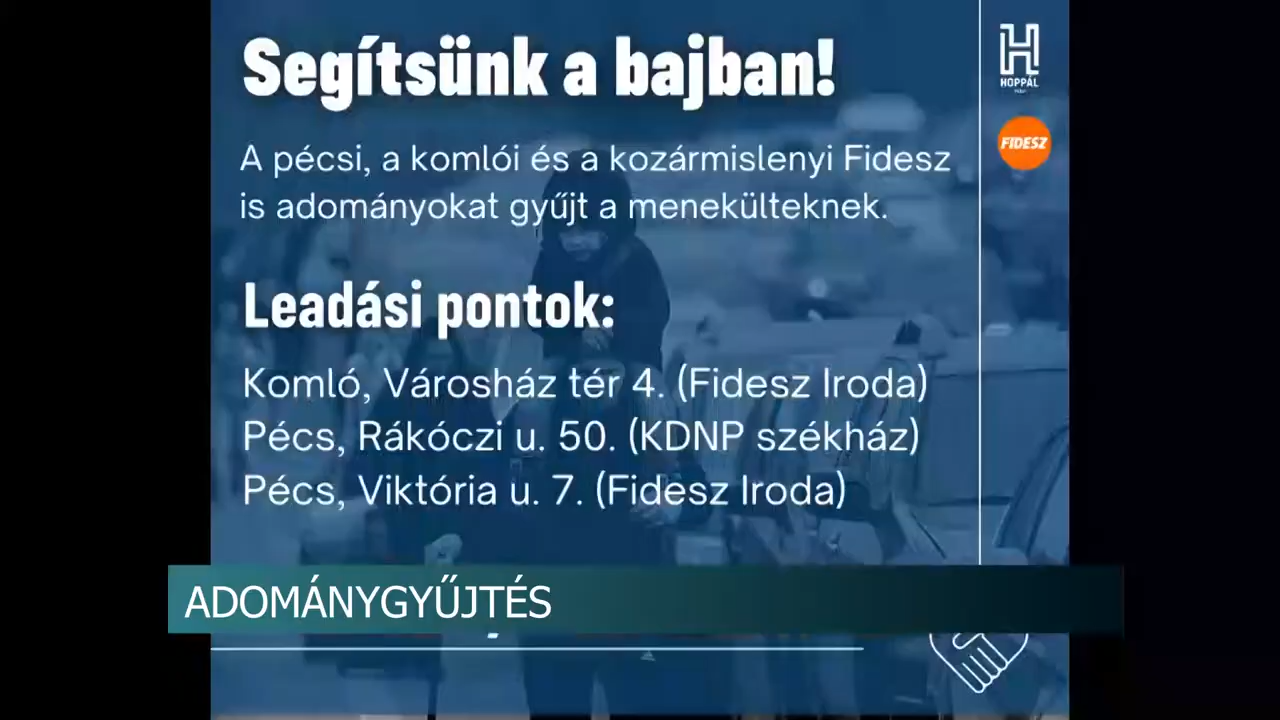 Segítsünk a bajban!
HOPPÁL
FIDESZ
A pécsi, a komlói és a kozármislenyi Fidesz
is adományokat gyűjt a menekülteknek.
Leadási pontok:
Komló, Városház tér 4. (Fidesz Iroda)
Pécs, Rákóczi u. 50. (KDNP székház)
Pécs, Viktória u. 7. (Fidesz Iroda)
ADOMÁNYGYŰJTÉS